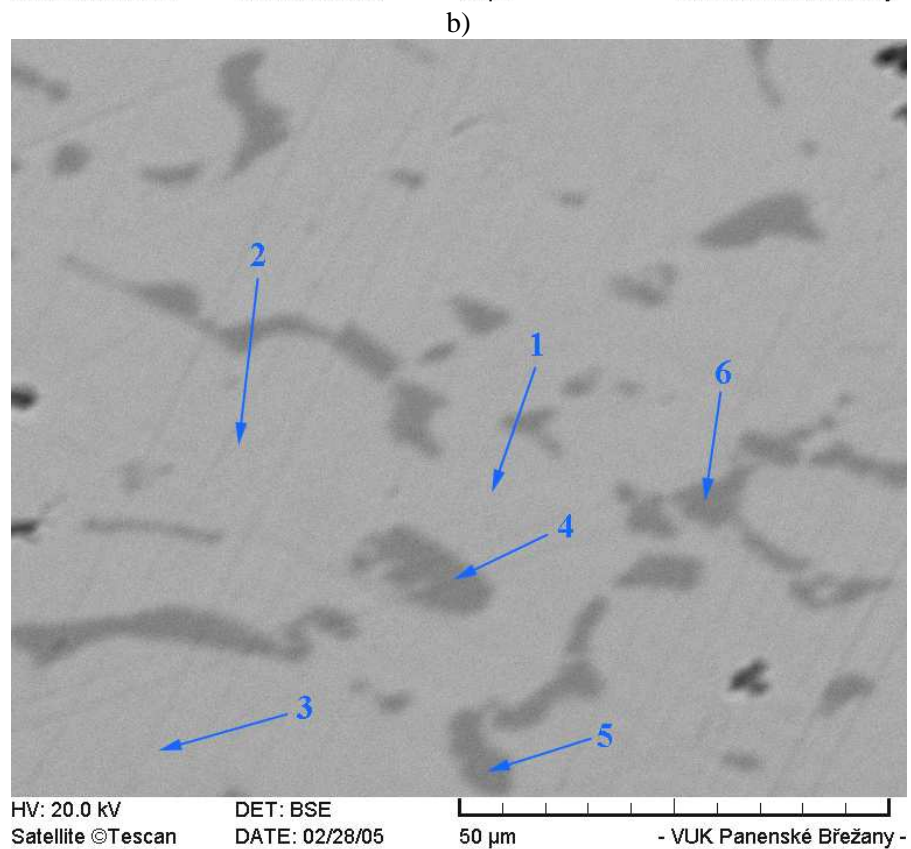 b)
2
1
6
4
3
5
HV: 20.0 kV DET: BSE
Satellite ©Tescan DATE: 02/28/05 50 µm - VUK Panenské Břežany -